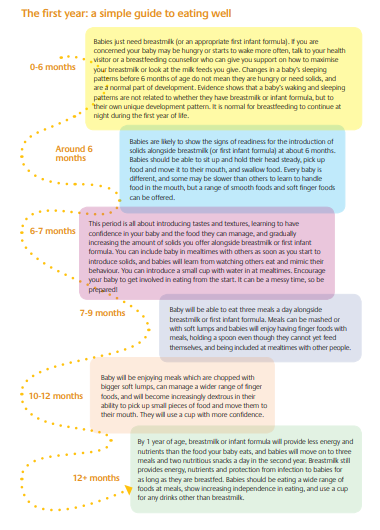 The first year: a simple guide to eating well
0-6 months
Babies just need breastmilk (or an appropriate first infant formula). If you are
concerned your baby may be hungry or starts to wake more often, talk to your health
visitor or a breastfeeding counsellor who can give you support on how to maximise
your breastmilk or look at the milk feeds you give. Changes in a baby's sleeping
patterns before 6 months of age do not mean they are hungry or need solids, and
are a normal part of development. Evidence shows that a baby's waking and sleeping
patterns are not related to whether they have breastmilk or infant formula, but to
their own unique development pattern. It is normal for breastfeeding to continue at
night during the first year of life.
Around 6
months
Babies are likely to show the signs of readiness for the introduction of
solids alongside breastmilk (or first infant formula) at about 6 months.
Babies should be able to sit up and hold their head steady, pick up
food and move it to their mouth, and swallow food. Every baby is
different, and some may be slower than others to learn to handle
food in the mouth, but a range of smooth foods and soft finger foods
can be offered.
6-7 months
This period is all about introducing tastes and textures, learning to have
confidence in your baby and the food they can manage, and gradually
increasing the amount of solids you offer alongside breastmilk or first infant
formula. You can include baby in mealtimes with others as soon as you start to
introduce solids, and babies will learn from watching others eat and mimic their
behaviour. You can introduce a small cup with water in at mealtimes. Encourage
your baby to get involved in eating from the start. It can be a messy time, so be
prepared!
7-9 months
Baby will be able to eat three meals a day alongside
breastmilk or first infant formula. Meals can be mashed or
with soft lumps and babies will enjoy having finger foods with
meals, holding a spoon even though they cannot yet feed
themselves, and being included at mealtimes with other people.
10-12 months
Baby will be enjoying meals which are chopped with
bigger soft lumps, can manage a wider range of finger
foods, and will become increasingly dextrous in their
ability to pick up small pieces of food and move them to
their mouth. They will use a cup with more confidence.
12+ months
By 1 year of age, breastmilk or infant formula will provide less energy and
nutrients than the food your baby eats, and babies will move on to three
meals and two nutritious snacks a day in the second year. Breastmilk still
provides energy, nutrients and protection from infection to babies for
as long as they are breastfed. Babies should be eating a wide range of
foods at meals, show increasing independence in eating, and use a cup
for any drinks other than breastmilk.